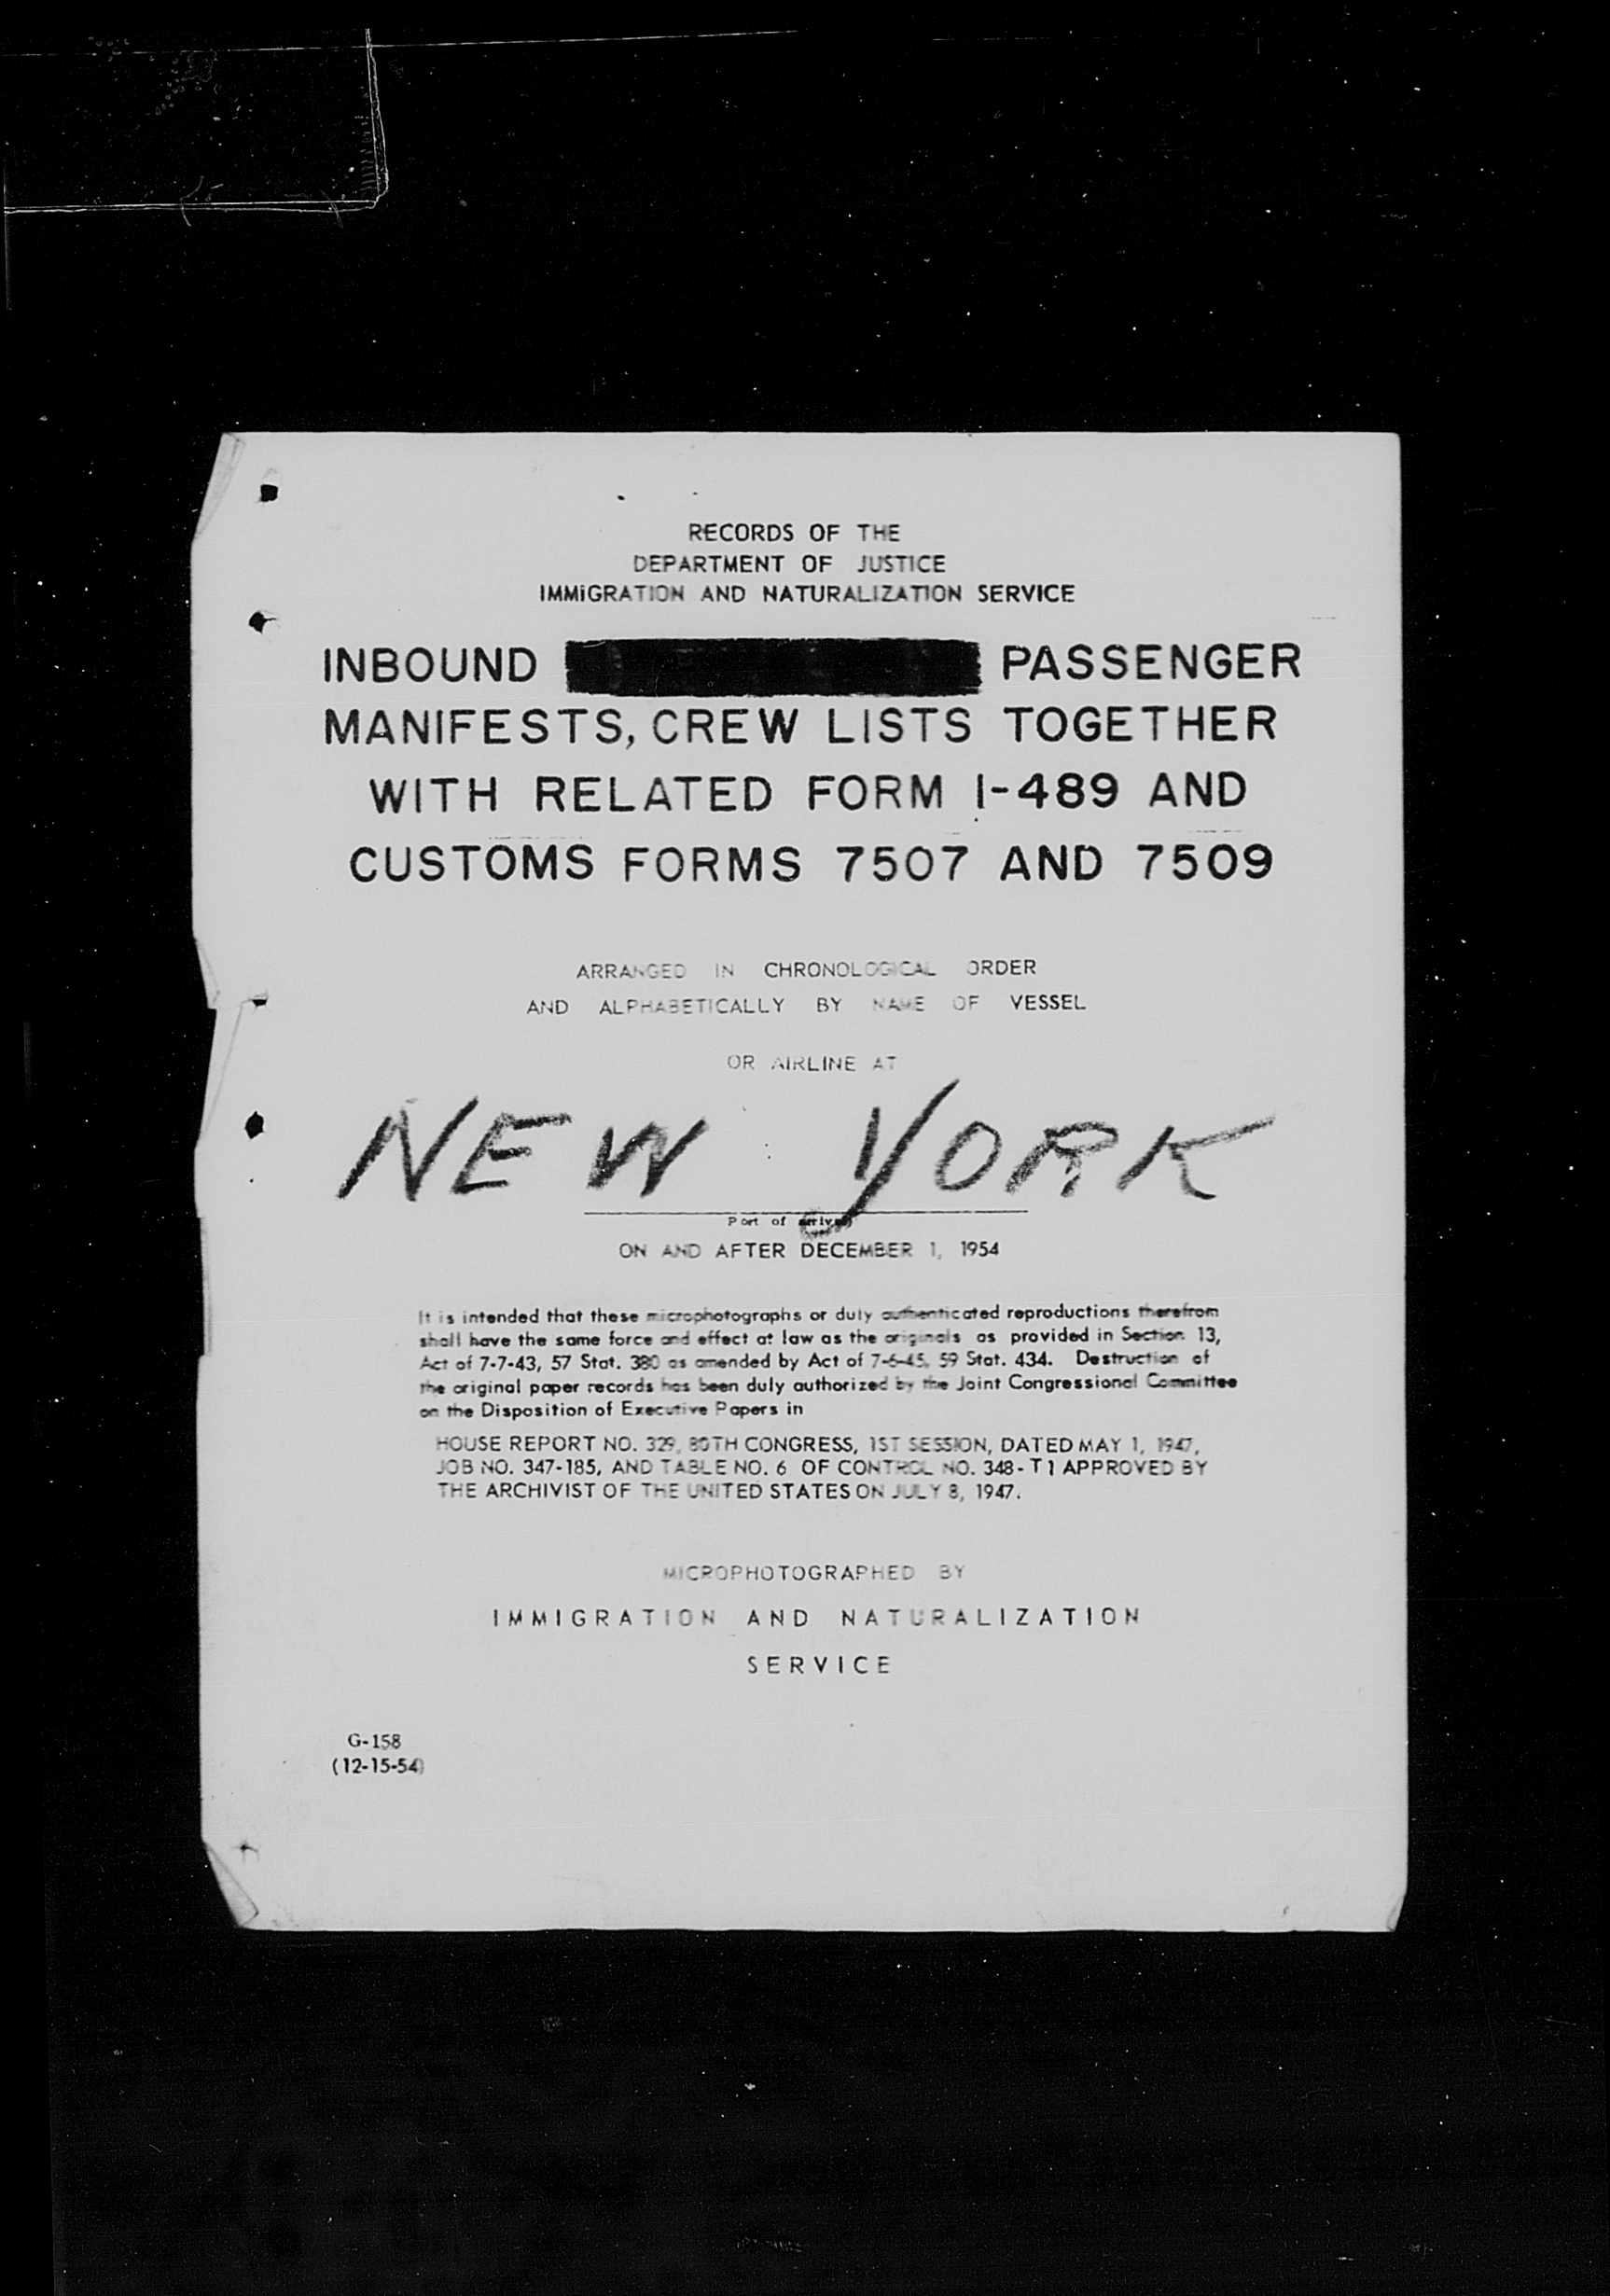 RECORDS OF THE
DEPARTMENT OF JUSTICE
IMMIGRATION AND NATURALIZATION SERVICE
INBOUND PASSENGER
MANIFESTS, CREW LISTS TOGETHER
WITH RELATED FORM I-489 AND
CUSTOMS FORMS 7507 AND 7509
ARRANGED IN CHRONOLOGICAL ORDER
AND ALPHABETICALLY BY NAME OF VESSEL
OR AIRLINE AT
NEW YORK
Port of arrival
ON AND AFTER DECEMBER 1, 1954
It is intended that these microphotographs or duly authenticated reproductions therefrom
shall have the same force and effect at law as the originals as provided in Section 13,
Act of 7-7-43, 57 Stat. 380 as amended by Act of 7-6-45, 59 Stat. 434. Destruction of
the original paper records has been duly authorized by the Joint Congressional Committee
on the Disposition of Executive Papers in
HOUSE REPORT NO. 329, 80TH CONGRESS, 1ST SESSION, DATED MAY 1, 1947,
JOB NO. 347-185, AND TABLE NO. 6 OF CONTROL NO. 348-T1 APPROVED BY
THE ARCHIVIST OF THE UNITED STATES ON JULY 8, 1947.
MICROPHOTOGRAPHED BY
IMMIGRATION AND NATURALIZATION
SERVICE
G-158
(12-15-54)